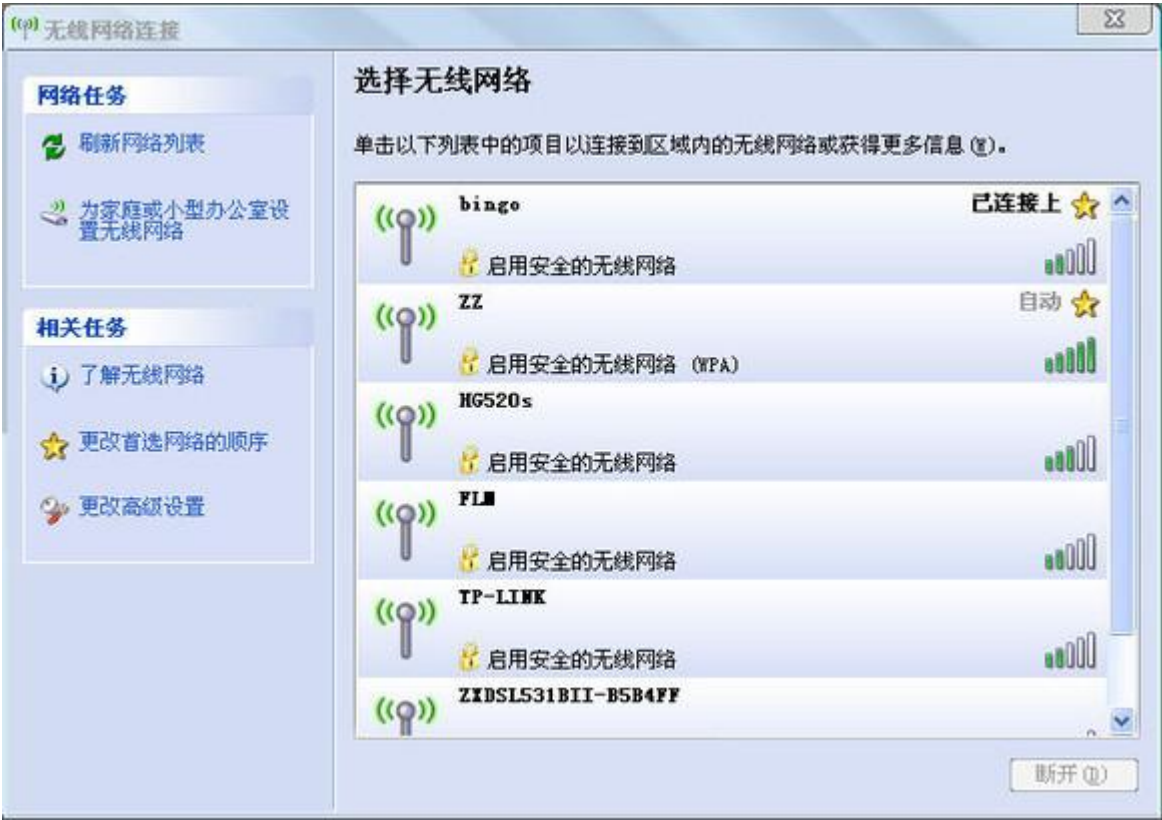 无线网络连接
网络任务
刷新网络列表
为家庭或小型办公室设
置无线网络
相关任务
了解无线网络
更改首选网络的顺序
更改高级设置
选择无线网络
单击以下列表中的项目以连接到区域内的无线网络或获得更多信息(W)。
bingo
已连接上
启用安全的无线网络
ZZ
自动
启用安全的无线网络 (WPA)
HG520s
启用安全的无线网络
FLM
启用安全的无线网络
TP-LINK
启用安全的无线网络
ZXDSL531BII-B5B4FF
断开(D)